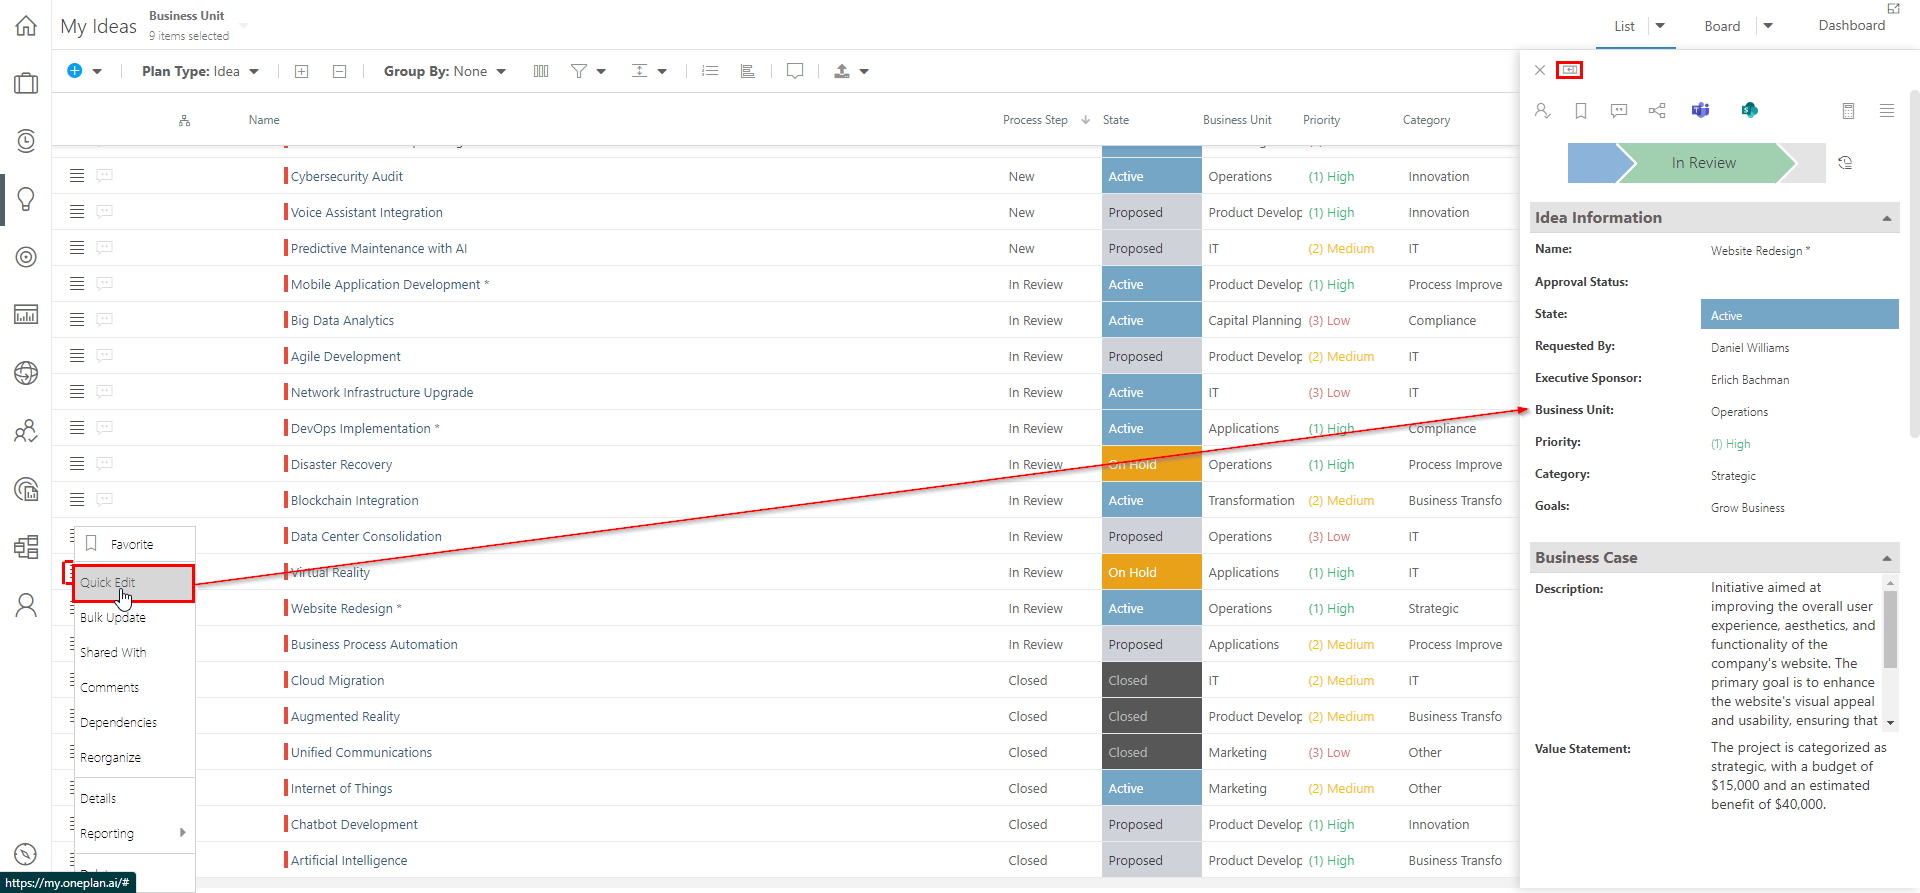 My Ideas
Business Unit
9 items selected
List
Board
Dashboard
Plan Type: Idea
Group By: None
Name Process Step State Business Unit Priority Category
Cybersecurity Audit New Active Operations (1) High Innovation
Voice Assistant Integration New Proposed Product Develop (1) High Innovation
Predictive Maintenance with AI New Proposed IT (2) Medium IT
Mobile Application Development * In Review Active Product Develop (1) High Process Improve
Big Data Analytics In Review Active Capital Planning (3) Low Compliance
Agile Development In Review Proposed Product Develop (2) Medium IT
Network Infrastructure Upgrade In Review Active IT (3) Low IT
DevOps Implementation * In Review Active Applications (1) High Compliance
Disaster Recovery In Review On Hold Operations (1) High Process Improve
Blockchain Integration In Review Active Transformation (2) Medium Business Transfo
Data Center Consolidation In Review Proposed Operations (3) Low IT
Virtual Reality In Review On Hold Applications (1) High IT
Website Redesign * In Review Active Operations (1) High Strategic
Business Process Automation In Review Proposed Applications (2) Medium Process Improve
Cloud Migration Closed Closed IT (2) Medium IT
Augmented Reality Closed Closed Product Develop (2) Medium Business Transfo
Unified Communications Closed Closed Marketing (3) Low Other
Internet of Things Closed Active Marketing (2) Medium Other
Chatbot Development Closed Proposed Product Develop (1) High Innovation
Artificial Intelligence Closed Proposed Product Develop (1) High Business Transfo
Favorite
Quick Edit
Bulk Update
Shared With
Comments
Dependencies
Reorganize
Details
Reporting
https://my.oneplan.ai/#
In Review
Idea Information
Name: Website Redesign *
Approval Status:
State: Active
Requested By: Daniel Williams
Executive Sponsor: Erlich Bachman
Business Unit: Operations
Priority: (1) High
Category: Strategic
Goals: Grow Business
Business Case
Description: Initiative aimed at
improving the overall user
experience, aesthetics, and
functionality of the
company's website. The
primary goal is to enhance
the website's visual appeal
and usability, ensuring that
Value Statement: The project is categorized as
strategic, with a budget of
$15,000 and an estimated
benefit of $40,000.